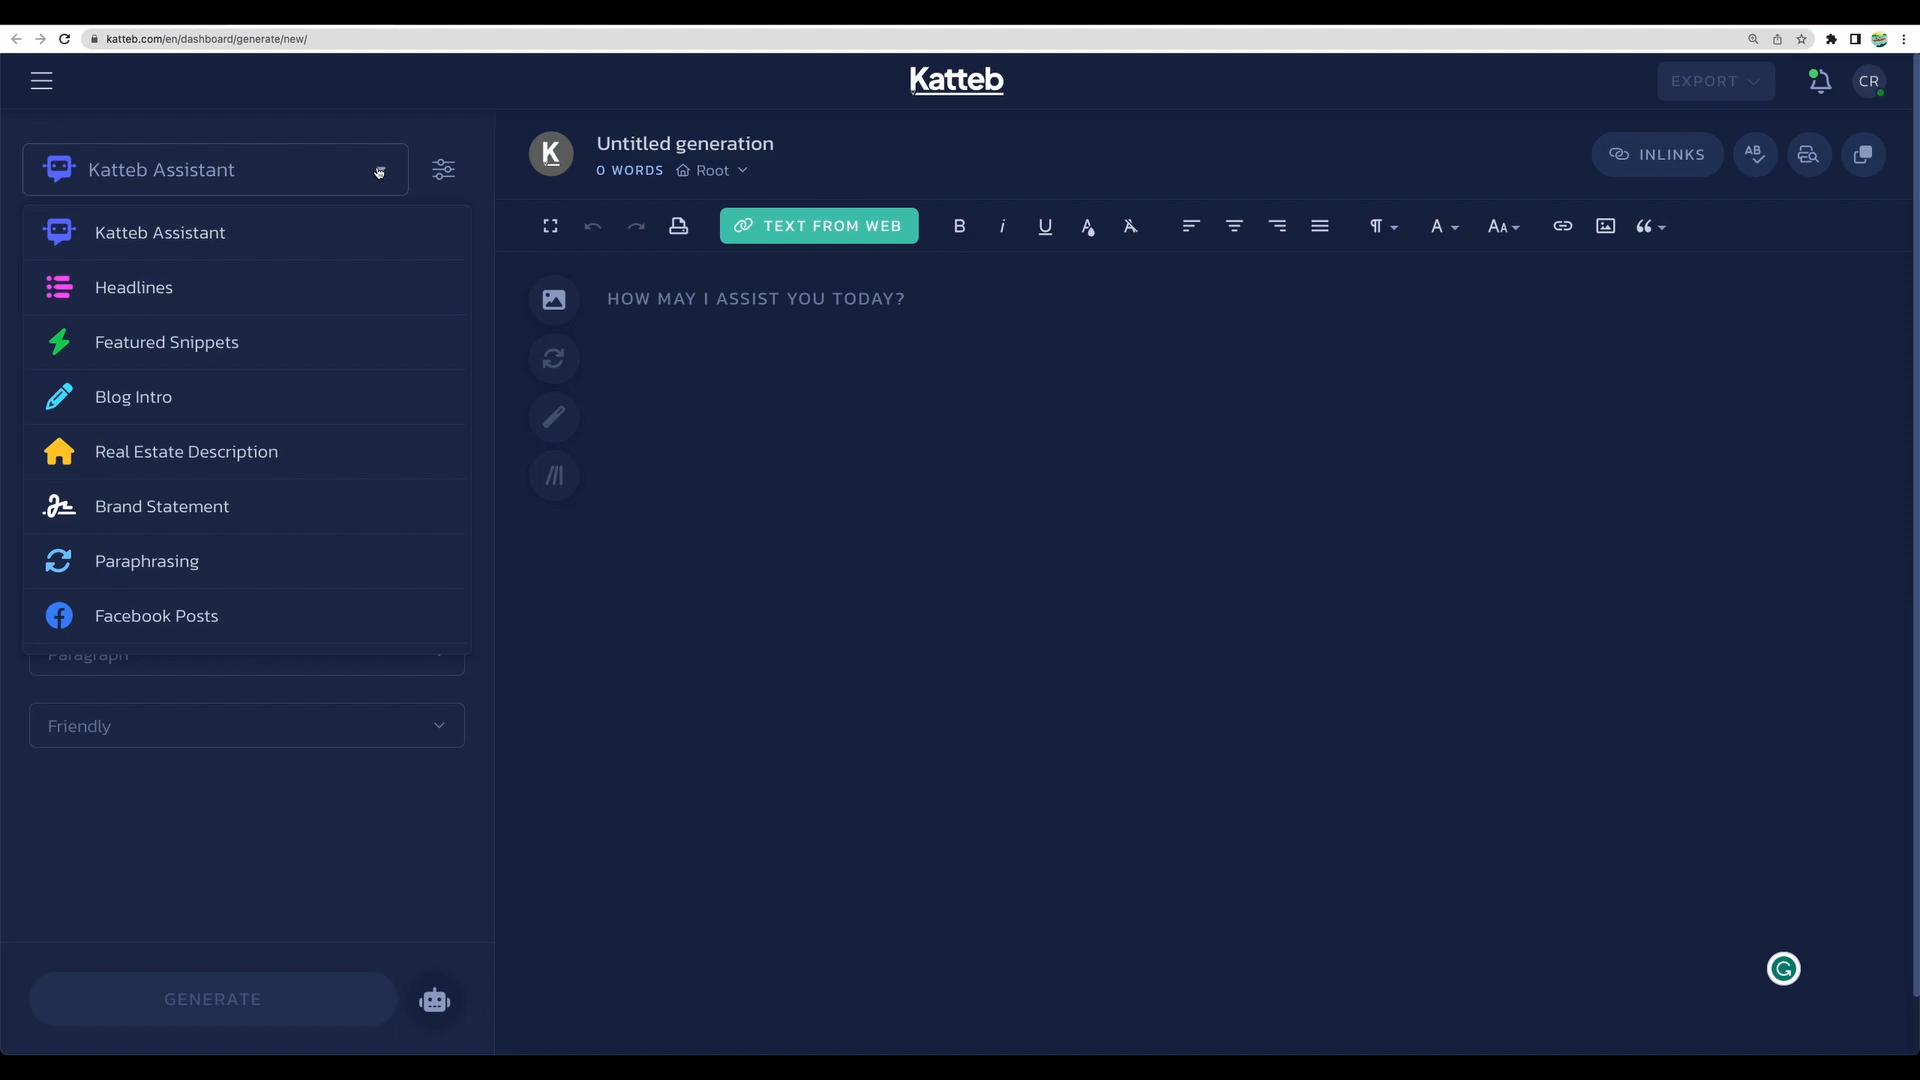 katteb.com/en/dashboard/generate/new/
Katteb
EXPORT
CR
Katteb Assistant
K
Untitled generation
0 WORDS Root
INLINKS
AB
TEXT FROM WEB
B i U A A ¶ A AA
Katteb Assistant
HOW MAY I ASSIST YOU TODAY?
Headlines
Featured Snippets
Blog Intro
Real Estate Description
Brand Statement
Paraphrasing
Facebook Posts
Paragraph
Friendly
GENERATE
G